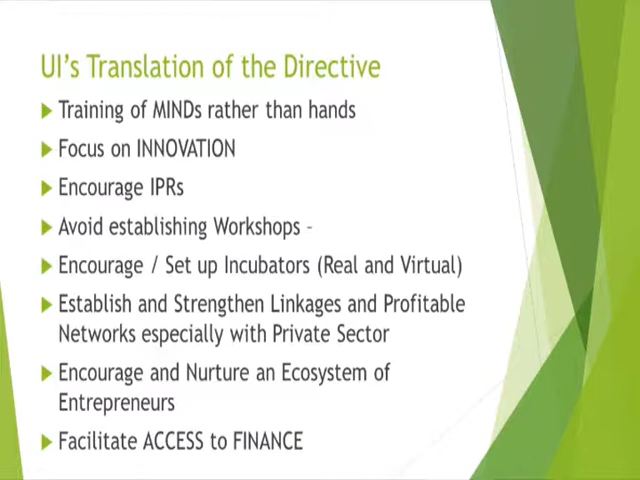 UI's Translation of the Directive
Training of MINDs rather than hands
Focus on INNOVATION
Encourage IPRs
Avoid establishing Workshops –
Encourage / Set up Incubators (Real and Virtual)
Establish and Strengthen Linkages and Profitable
Networks especially with Private Sector
Encourage and Nurture an Ecosystem of
Entrepreneurs
Facilitate ACCESS to FINANCE